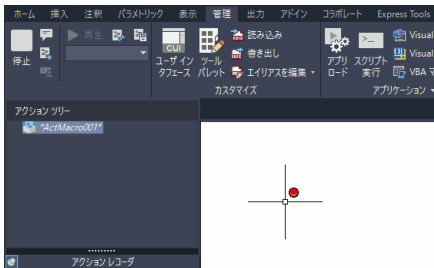 ホーム 挿入 注釈 パラメトリック 表示 管理 出力 アドイン コラボレート Express Tools
停止
再生
CUI
ユーザ イン
タフェース
ツール
パレット
読み込み
書き出し
エイリアスを編集
カスタマイズ
アプリ
ロード
スクリプト
実行
Visual
Visual
VBA マ
アプリケーション
アクション ツリー
*ActMacro001*
アクション レコーダ